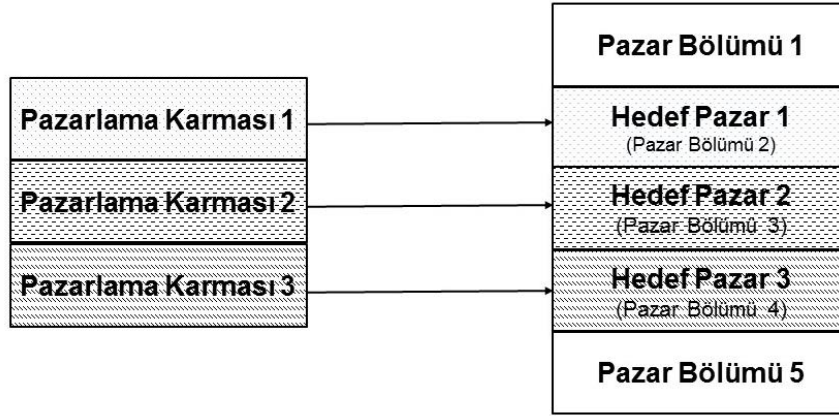 Pazarlama Karması 1
Pazarlama Karması 2
Pazarlama Karması 3
Pazar Bölümü 1
Hedef Pazar 1
(Pazar Bölümü 2)
Hedef Pazar 2
(Pazar Bölümü 3)
Hedef Pazar 3
(Pazar Bölümü 4)
Pazar Bölümü 5